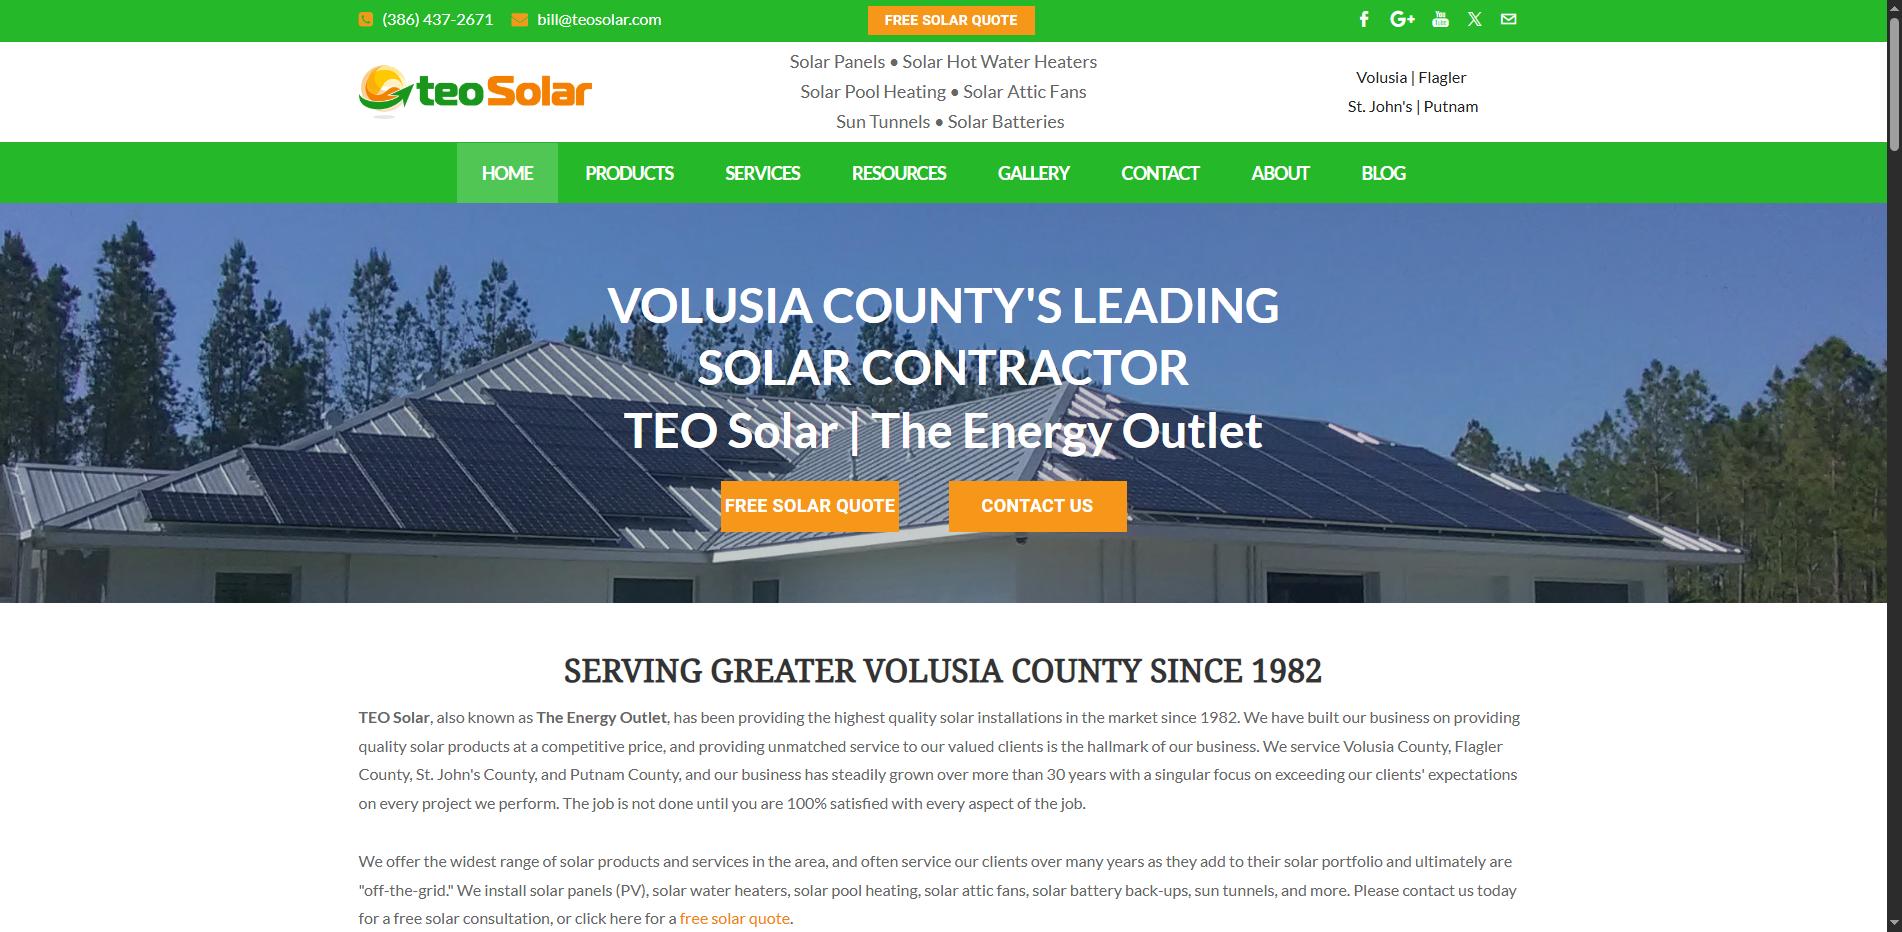 (386) 437-2671 bill@teosolar.com FREE SOLAR QUOTE
teoSolar
Solar Panels • Solar Hot Water Heaters
Solar Pool Heating • Solar Attic Fans
Sun Tunnels • Solar Batteries
Volusia | Flagler
St. John's | Putnam
HOME PRODUCTS SERVICES RESOURCES GALLERY CONTACT ABOUT BLOG
VOLUSIA COUNTY'S LEADING
SOLAR CONTRACTOR
TEO Solar | The Energy Outlet
FREE SOLAR QUOTE CONTACT US
SERVING GREATER VOLUSIA COUNTY SINCE 1982
TEO Solar, also known as The Energy Outlet, has been providing the highest quality solar installations in the market since 1982. We have built our business on providing
quality solar products at a competitive price, and providing unmatched service to our valued clients is the hallmark of our business. We service Volusia County, Flagler
County, St. John's County, and Putnam County, and our business has steadily grown over more than 30 years with a singular focus on exceeding our clients' expectations
on every project we perform. The job is not done until you are 100% satisfied with every aspect of the job.
We offer the widest range of solar products and services in the area, and often service our clients over many years as they add to their solar portfolio and ultimately are
"off-the-grid." We install solar panels (PV), solar water heaters, solar pool heating, solar attic fans, solar battery back-ups, sun tunnels, and more. Please contact us today
for a free solar consultation, or click here for a free solar quote.